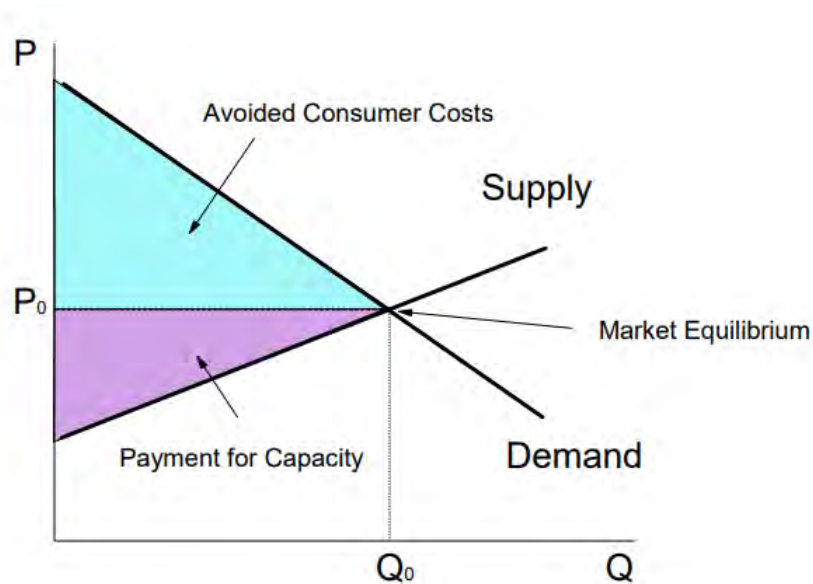 P
Avoided Consumer Costs
Supply
P₀
Market Equilibrium
Payment for Capacity
Demand
Q₀
Q